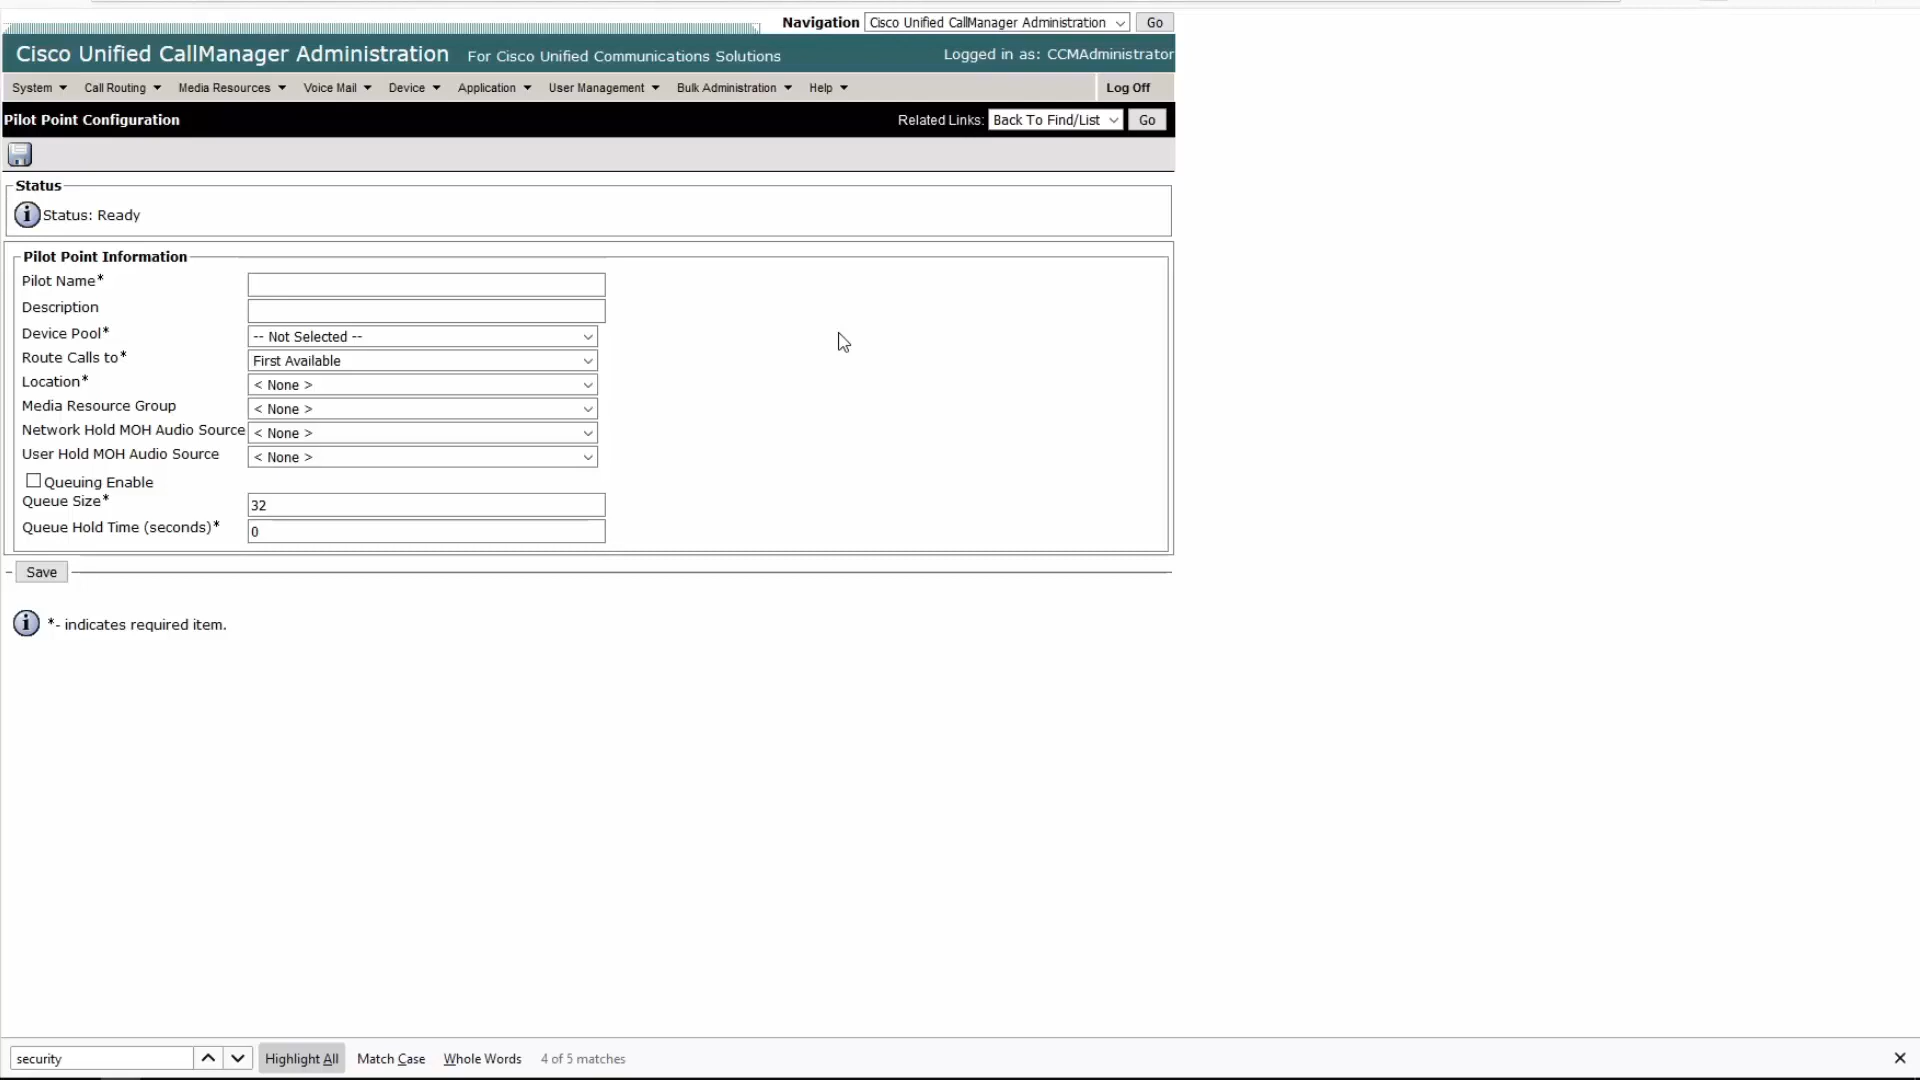 Navigation Cisco Unified CallManager Administration Go
Cisco Unified CallManager Administration For Cisco Unified Communications Solutions Logged in as: CCMAdministrator
System Call Routing Media Resources Voice Mail Device Application User Management Bulk Administration Help Log Off
Pilot Point Configuration Related Links: Back To Find/List Go
Status
Status: Ready
Pilot Point Information
Pilot Name*
Description
Device Pool* -- Not Selected --
Route Calls to* First Available
Location* < None >
Media Resource Group < None >
Network Hold MOH Audio Source < None >
User Hold MOH Audio Source < None >
Queuing Enable
Queue Size* 32
Queue Hold Time (seconds)* 0
Save
*- indicates required item.
security Highlight All Match Case Whole Words 4 of 5 matches